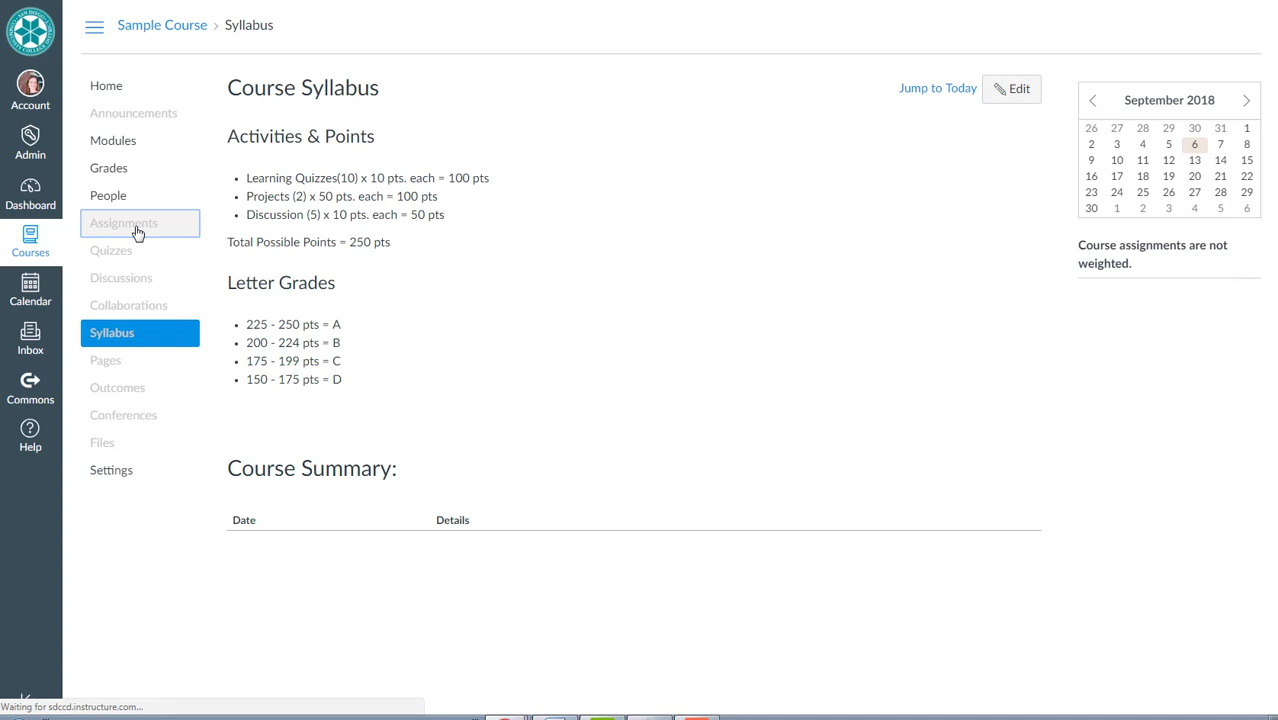 SAN DIEGO
COMMUNITY COLLEGE
Account
Admin
Dashboard
Courses
Calendar
Inbox
Commons
Help
Sample Course › Syllabus
Home
Announcements
Modules
Grades
People
Assignments
Quizzes
Discussions
Collaborations
Syllabus
Pages
Outcomes
Conferences
Files
Settings
Course Syllabus
Jump to Today
Edit
Activities & Points
• Learning Quizzes(10) x 10 pts. each = 100 pts
• Projects (2) x 50 pts. each = 100 pts
• Discussion (5) x 10 pts. each = 50 pts
Total Possible Points = 250 pts
Letter Grades
• 225 - 250 pts = A
• 200 - 224 pts = B
• 175 - 199 pts = C
• 150 - 175 pts = D
Course Summary:
Date Details
September 2018
26 27 28 29 30 31 1
2 3 4 5 6 7 8
9 10 11 12 13 14 15
16 17 18 19 20 21 22
23 24 25 26 27 28 29
30 1 2 3 4 5 6
Course assignments are not
weighted.
Waiting for sdccd.instructure.com...